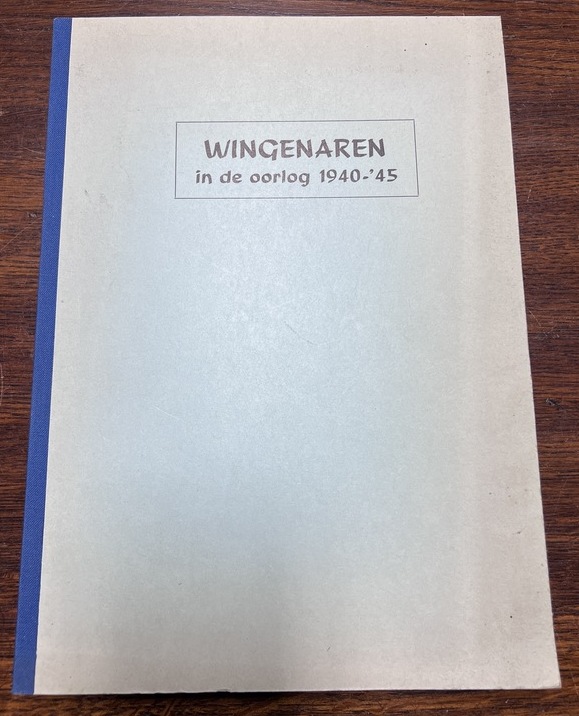 WINGENAREN
in de oorlog 1940-'45